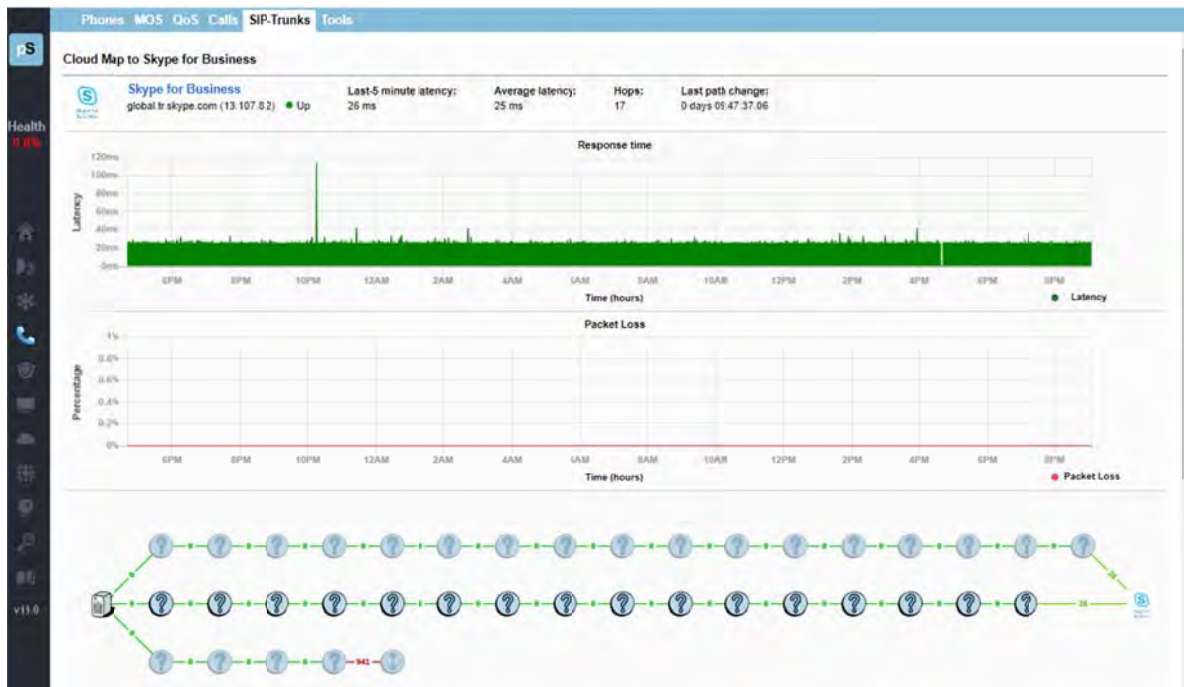 Phones MOS QoS Calls SIP-Trunks Tools
pS
Cloud Map to Skype for Business
Skype for Business
Last-5 minute latency: Average latency: Hops: Last path change:
global.tr.skype.com (13.107.8.2) Up 26 ms 25 ms 17 0 days 09:47:37.06
Health
0.0%
Response time
120ms
100ms
80ms
60ms
40ms
20ms
0ms
Latency
6PM 8PM 10PM 12AM 2AM 4AM 6AM 8AM 10AM 12PM 2PM 4PM 6PM 8PM
Time (hours)
Latency
Packet Loss
1%
0.8%
0.6%
0.4%
0.2%
0%
Percentage
6PM 8PM 10PM 12AM 2AM 4AM 6AM 8AM 10AM 12PM 2PM 4PM 6PM 8PM
Time (hours)
Packet Loss
v11.0
26
26
941